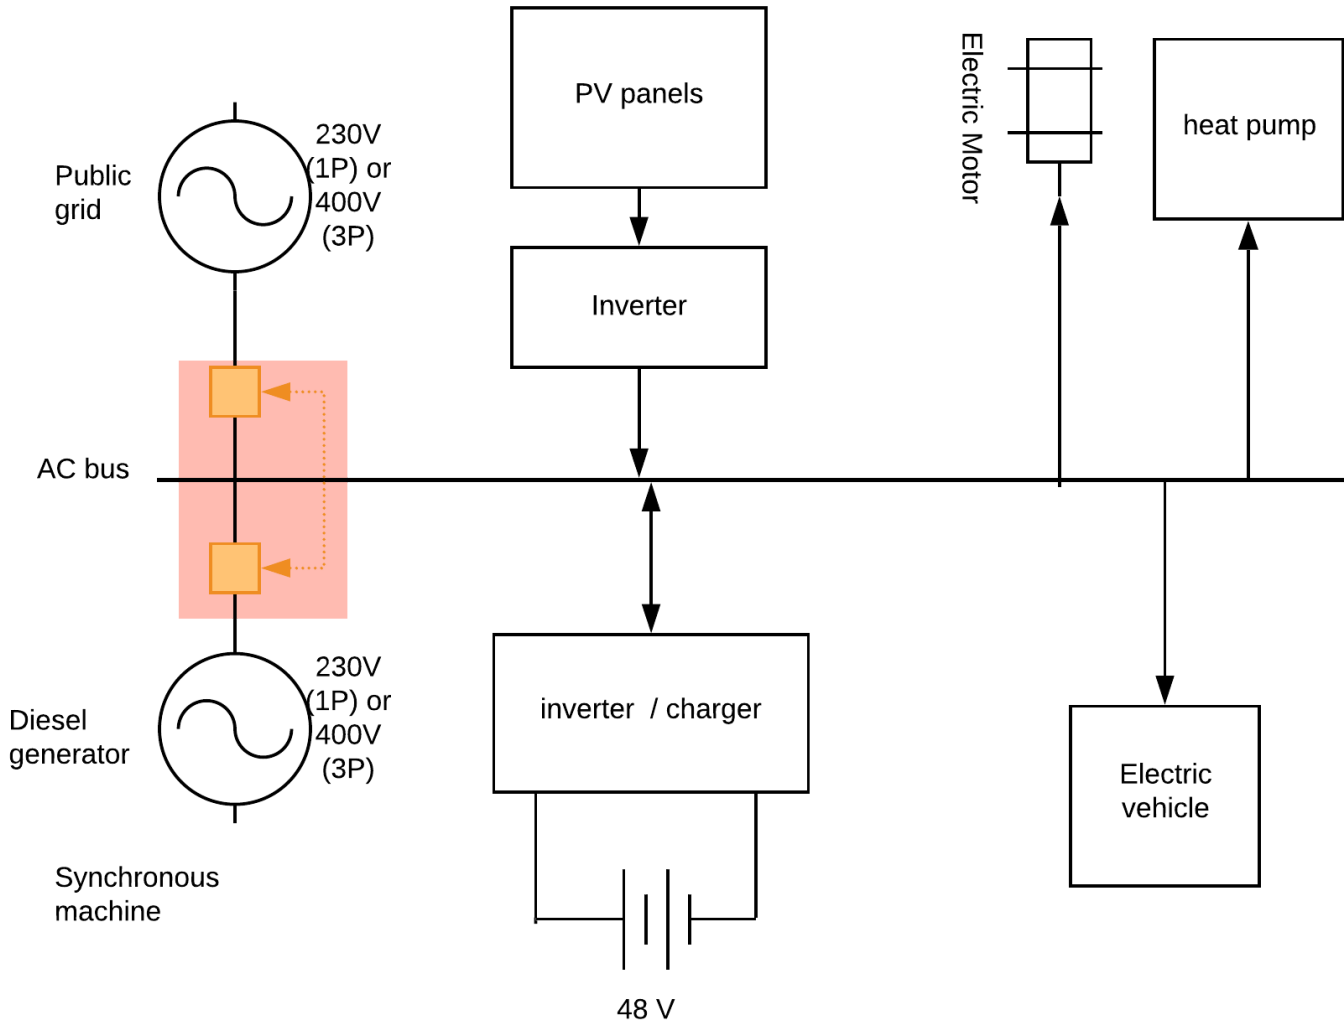 PV panels
Electric Motor
heat pump
Public
grid
230V
(1P) or
400V
(3P)
Inverter
AC bus
230V
(1P) or
400V
(3P)
Diesel
generator
inverter / charger
Electric
vehicle
Synchronous
machine
48 V